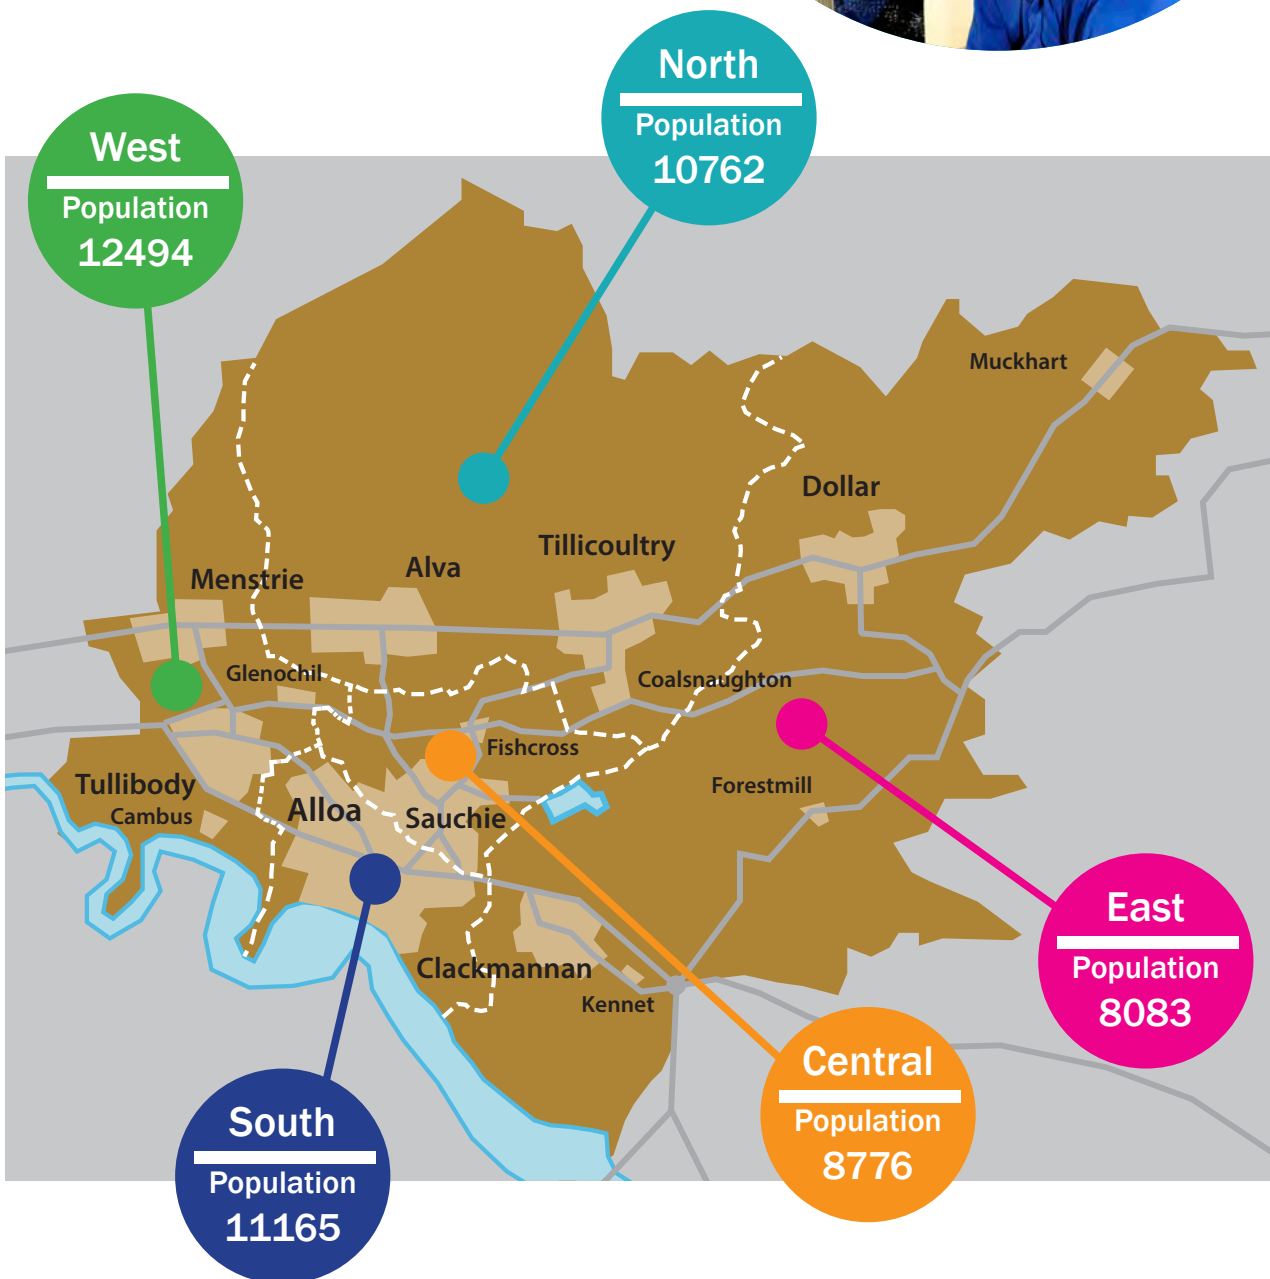 North
Population
10762
West
Population
12494
Muckhart
Dollar
Tillicoultry
Alva
Menstrie
Glenochil
Coalsnaughton
Fishcross
Tullibody
Cambus
Alloa
Sauchie
Forestmill
Clackmannan
Kennet
East
Population
8083
Central
Population
8776
South
Population
11165